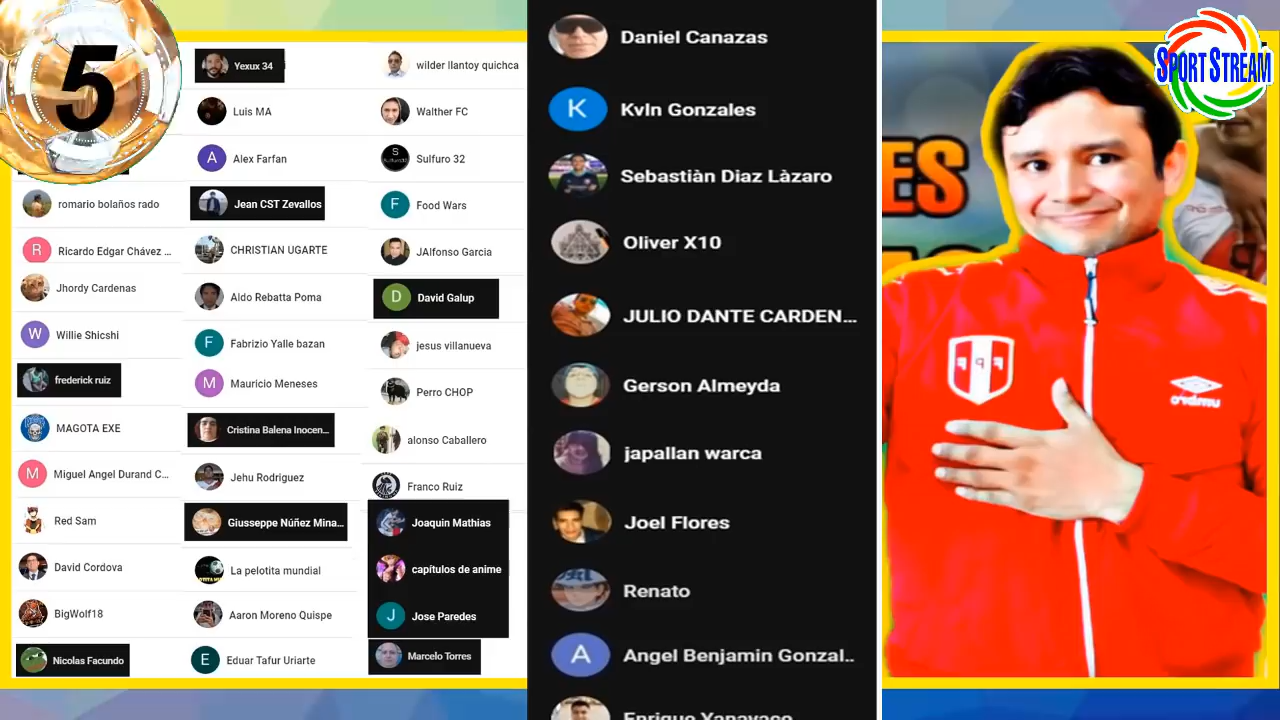 5
romario bolaños rado
R
Ricardo Edgar Chávez ...
Jhordy Cardenas
W
Willie Shicshi
frederick ruiz
MAGOTA EXE
M
Miguel Angel Durand C...
Red Sam
David Cordova
BigWolf18
Nicolas Facundo
Yexux 34
Luis MA
A
Alex Farfan
Jean CST Zevallos
CHRISTIAN UGARTE
Aldo Rebatta Poma
F
Fabrizio Yalle bazan
M
Mauricio Meneses
Cristina Balena Inocen...
Jehu Rodriguez
Giusseppe Núñez Mina...
La pelotita mundial
Aaron Moreno Quispe
E
Eduar Tafur Uriarte
wilder llantoy quichca
Walther FC
S
Sulfuro 32
F
Food Wars
JAlfonso Garcia
D
David Galup
jesus villanueva
Perro CHOP
alonso Caballero
Franco Ruiz
Joaquin Mathias
capítulos de anime
J
Jose Paredes
Marcelo Torres
Daniel Canazas
K
KvIn Gonzales
Sebastiàn Diaz Làzaro
Oliver X10
JULIO DANTE CARDEN...
Gerson Almeyda
japallan warca
Joel Flores
Renato
A
Angel Benjamin Gonzal..
Enrique Yanayaco
SPORT STREAM
ES
FPF
umbro